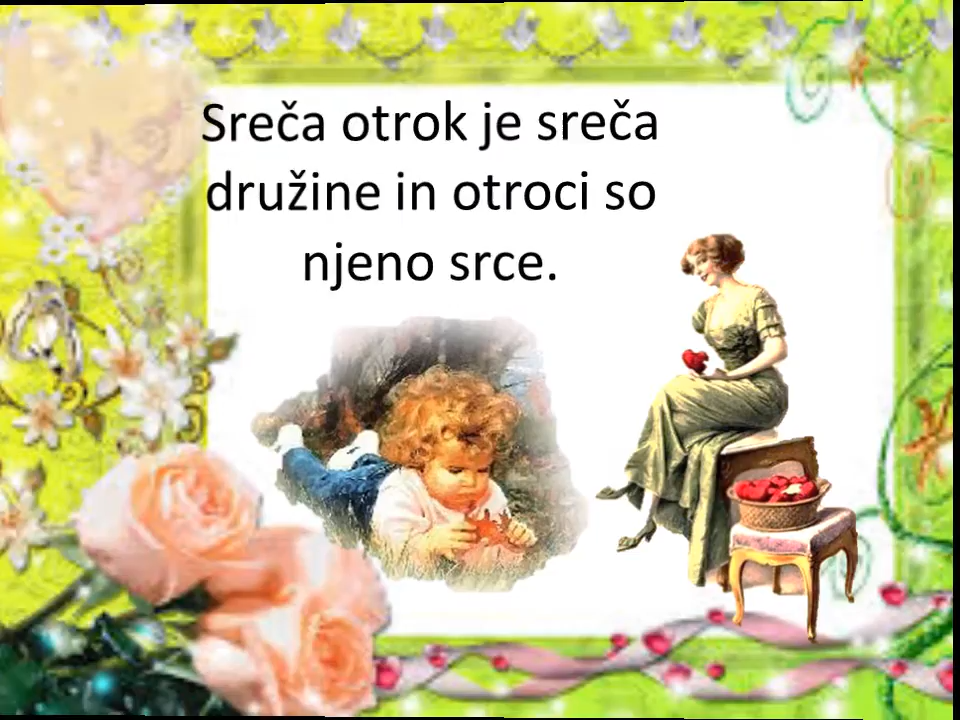 Sreča otrok je sreča
družine in otroci so
njeno srce.